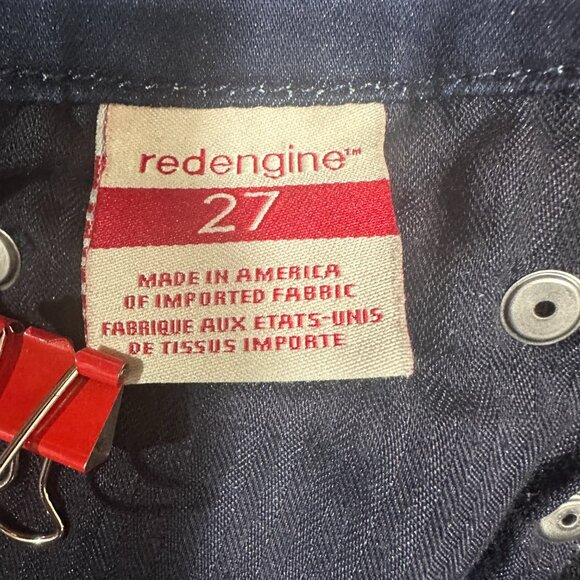 redengine™
27
MADE IN AMERICA
OF IMPORTED FABRIC
FABRIQUE AUX ETATS-UNIS
DE TISSUS IMPORTE